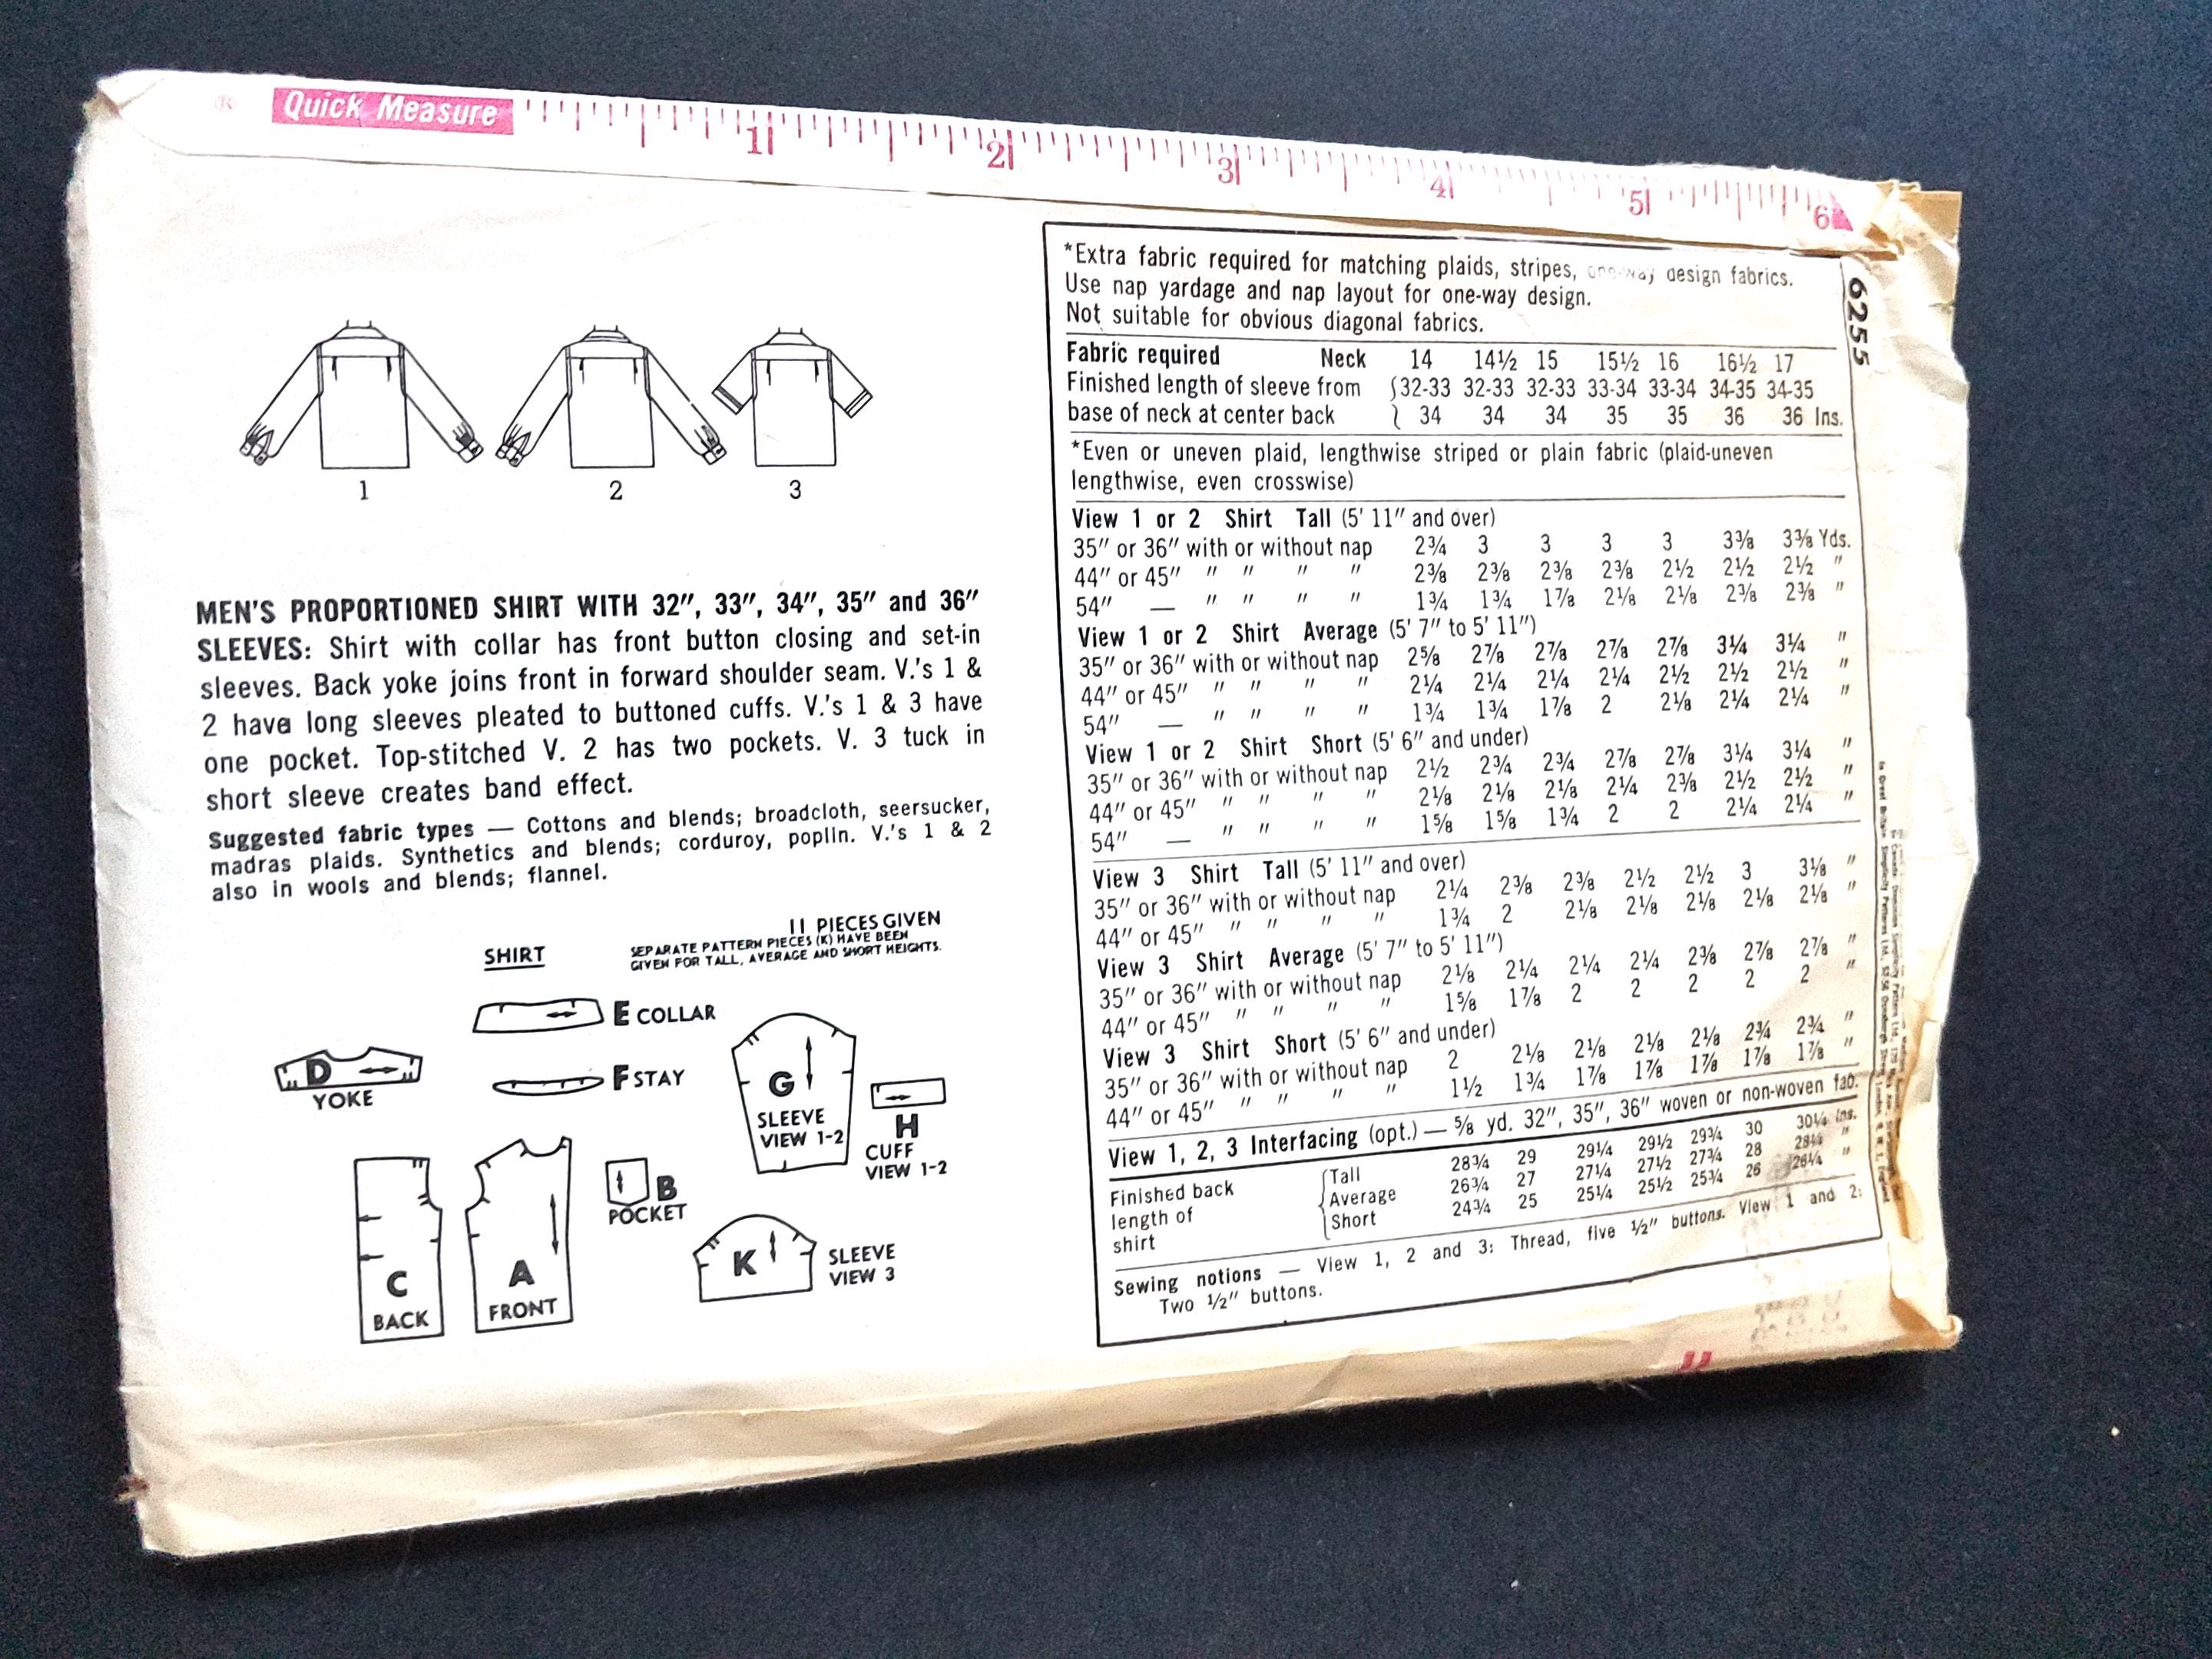 ® Quick Measure 1 2 3 4 5 6
1 2 3
MEN'S PROPORTIONED SHIRT WITH 32", 33", 34", 35" and 36"
SLEEVES: Shirt with collar has front button closing and set-in
sleeves. Back yoke joins front in forward shoulder seam. V.'s 1 &
2 have long sleeves pleated to buttoned cuffs. V.'s 1 & 3 have
one pocket. Top-stitched V. 2 has two pockets. V. 3 tuck in
short sleeve creates band effect.
Suggested fabric types — Cottons and blends; broadcloth, seersucker,
madras plaids. Synthetics and blends; corduroy, poplin. V.'s 1 & 2
also in wools and blends; flannel.
11 PIECES GIVEN
SHIRT
SEPARATE PATTERN PIECES (K) HAVE BEEN
GIVEN FOR TALL, AVERAGE AND SHORT HEIGHTS.
E COLLAR
D
YOKE
F STAY
G
SLEEVE
VIEW 1-2
H
CUFF
VIEW 1-2
C
BACK
A
FRONT
B
POCKET
K
SLEEVE
VIEW 3
*Extra fabric required for matching plaids, stripes, one-way design fabrics.
Use nap yardage and nap layout for one-way design.
Not suitable for obvious diagonal fabrics.
Fabric required Neck 14 14½ 15 15½ 16 16½ 17
Finished length of sleeve from { 32-33 32-33 32-33 33-34 33-34 34-35 34-35
base of neck at center back 34 34 34 35 35 36 36 Ins.
*Even or uneven plaid, lengthwise striped or plain fabric (plaid-uneven
lengthwise, even crosswise)
View 1 or 2 Shirt Tall (5' 11" and over)
35" or 36" with or without nap 2¾ 3 3 3 3 3⅜ 3⅜ Yds.
44" or 45" " " " " 2⅜ 2⅜ 2⅜ 2⅜ 2½ 2½ 2½ "
54" — " " " " 1¾ 1¾ 1⅞ 2⅛ 2⅛ 2⅜ 2⅜ "
View 1 or 2 Shirt Average (5' 7" to 5' 11")
35" or 36" with or without nap 2⅝ 2⅞ 2⅞ 2⅞ 2⅞ 3¼ 3¼ "
44" or 45" " " " " 2¼ 2¼ 2¼ 2¼ 2½ 2½ 2½ "
54" — " " " " 1¾ 1¾ 1⅞ 2 2⅛ 2¼ 2¼ "
View 1 or 2 Shirt Short (5' 6" and under)
35" or 36" with or without nap 2½ 2¾ 2¾ 2⅞ 2⅞ 3¼ 3¼ "
44" or 45" " " " " 2⅛ 2⅛ 2⅛ 2¼ 2⅜ 2½ 2½ "
54" — " " " " 1⅝ 1⅝ 1¾ 2 2 2¼ 2¼ "
View 3 Shirt Tall (5' 11" and over)
35" or 36" with or without nap 2¼ 2⅜ 2⅜ 2½ 2½ 3 3⅛ "
44" or 45" " " " " 1¾ 2 2⅛ 2⅛ 2⅛ 2⅛ 2⅛ "
View 3 Shirt Average (5' 7" to 5' 11")
35" or 36" with or without nap 2⅛ 2¼ 2¼ 2¼ 2⅜ 2⅞ 2⅞ "
44" or 45" " " " " 1⅝ 1⅞ 2 2 2 2 2 "
View 3 Shirt Short (5' 6" and under)
35" or 36" with or without nap 2 2⅛ 2⅛ 2⅛ 2⅛ 2¾ 2¾ "
44" or 45" " " " " 1½ 1¾ 1⅞ 1⅞ 1⅞ 1⅞ 1⅞ "
View 1, 2, 3 Interfacing (opt.) — ⅝ yd. 32", 35", 36" woven or non-woven fab.
Finished back { Tall 28¾ 29 29¼ 29½ 29¾ 30 30¼ Ins.
length of Average 26¾ 27 27¼ 27½ 27¾ 28 28¼ "
shirt Short 24¾ 25 25¼ 25½ 25¾ 26 26¼ "
Sewing notions — View 1, 2 and 3: Thread, five ½" buttons. View 1 and 2:
Two ½" buttons.
6255